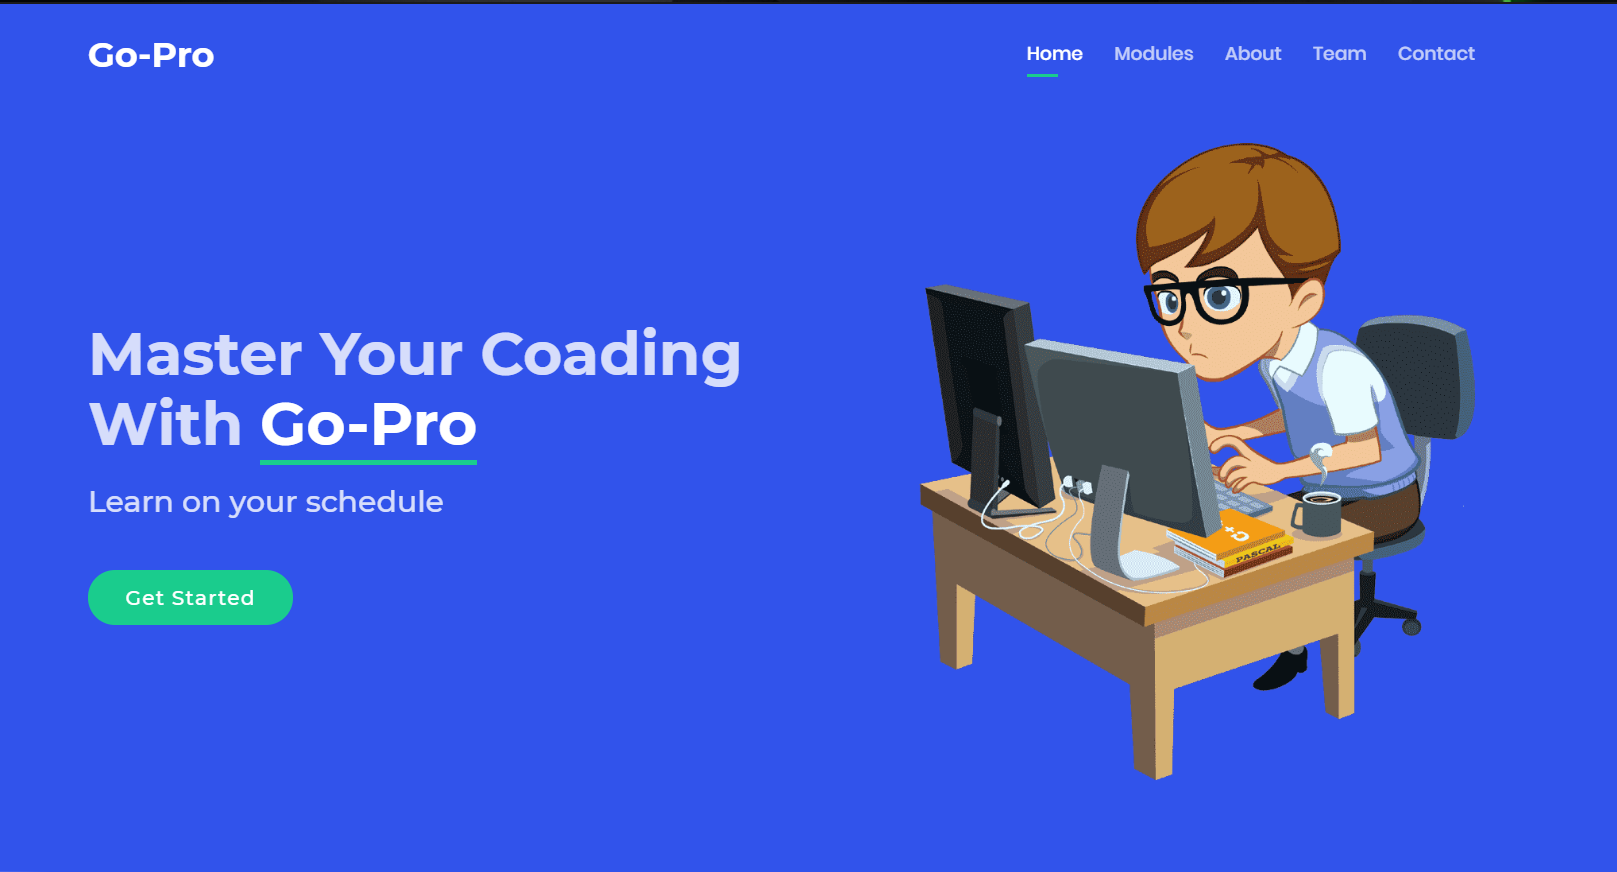 Go-Pro
Home Modules About Team Contact
Master Your Coading
With Go-Pro
Learn on your schedule
Get Started
PASCAL